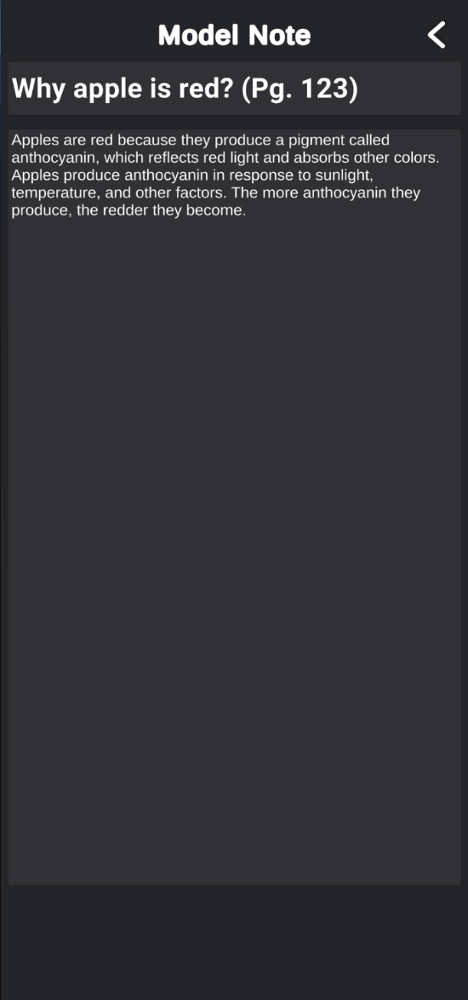 Model Note
Why apple is red? (Pg. 123)
Apples are red because they produce a pigment called
anthocyanin, which reflects red light and absorbs other colors.
Apples produce anthocyanin in response to sunlight,
temperature, and other factors. The more anthocyanin they
produce, the redder they become.